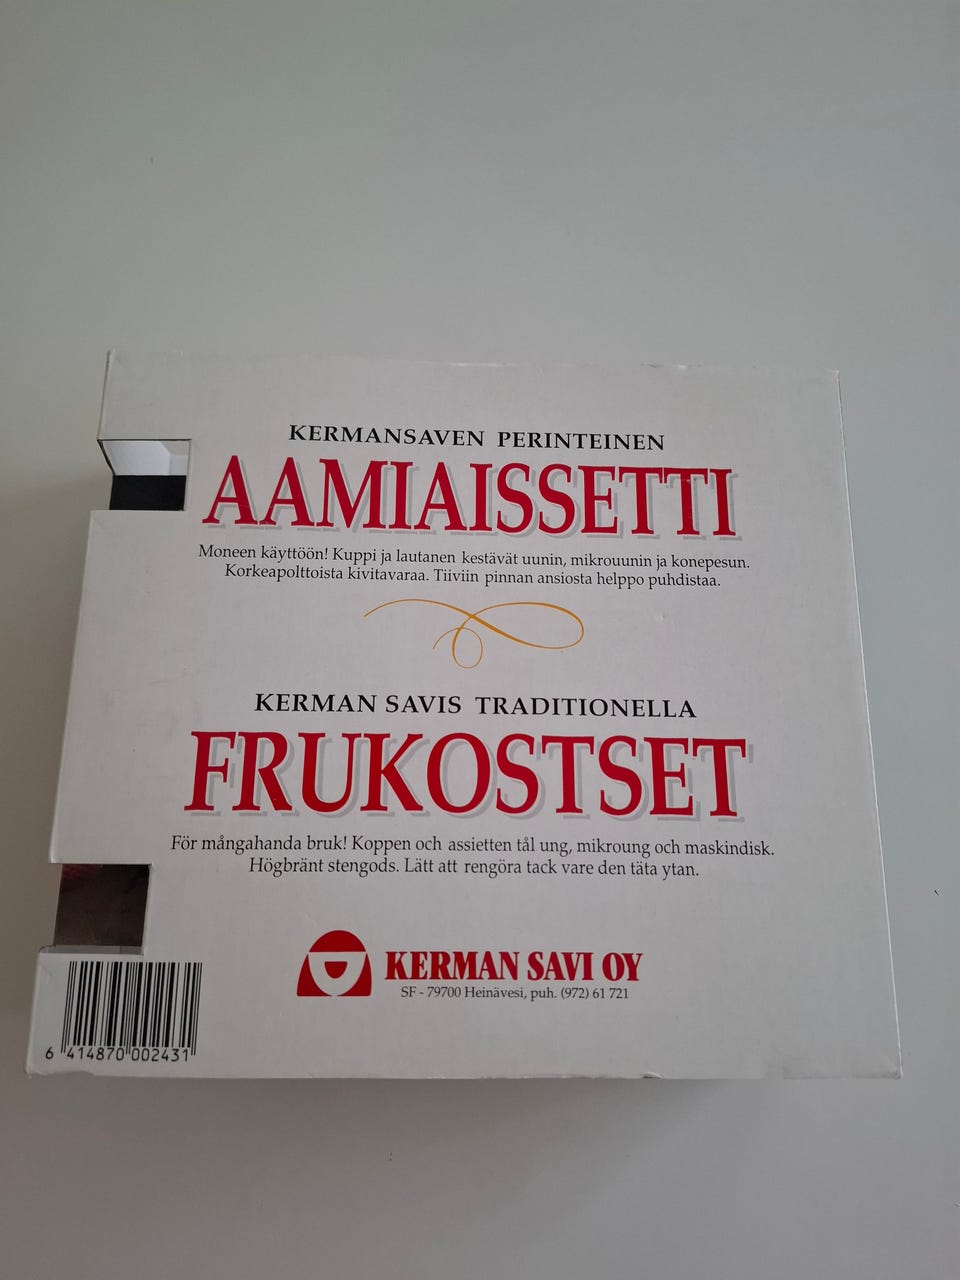 KERMANSAVEN PERINTEINEN
AAMIAISSETTI
Moneen käyttöön! Kuppi ja lautanen kestävät uunin, mikrouunin ja konepesun.
Korkeapolttoista kivitavaraa. Tiiviin pinnan ansiosta helppo puhdistaa.
KERMAN SAVIS TRADITIONELLA
FRUKOSTSET
För mångahanda bruk! Koppen och assietten tål ung, mikroung och maskindisk.
Högbränt stengods. Lätt att rengöra tack vare den täta ytan.
KERMAN SAVI OY
SF - 79700 Heinävesi, puh. (972) 61 721
6 414870 002431